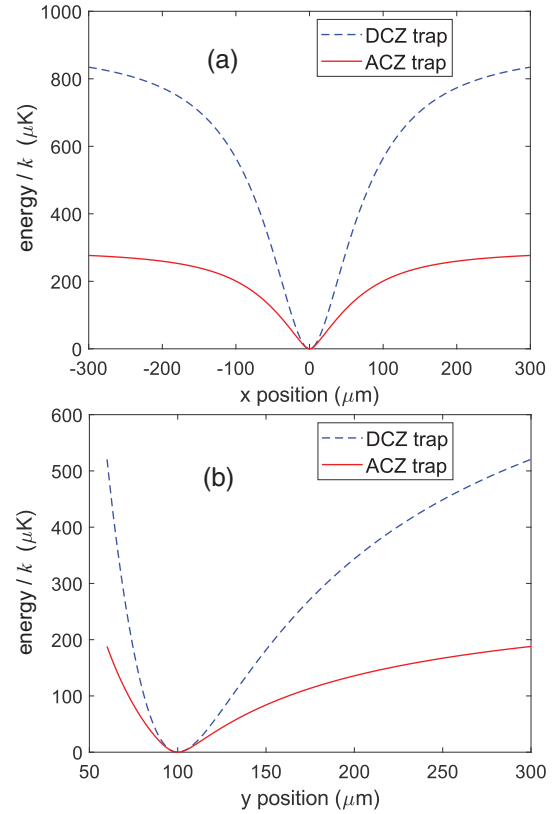 1000
800
600
400
200
0
energy / k (μK)
(a)
DCZ trap
ACZ trap
-300 -200 -100 0 100 200 300
x position (μm)
600
500
400
300
200
100
0
energy / k (μK)
(b)
DCZ trap
ACZ trap
50 100 150 200 250 300
y position (μm)